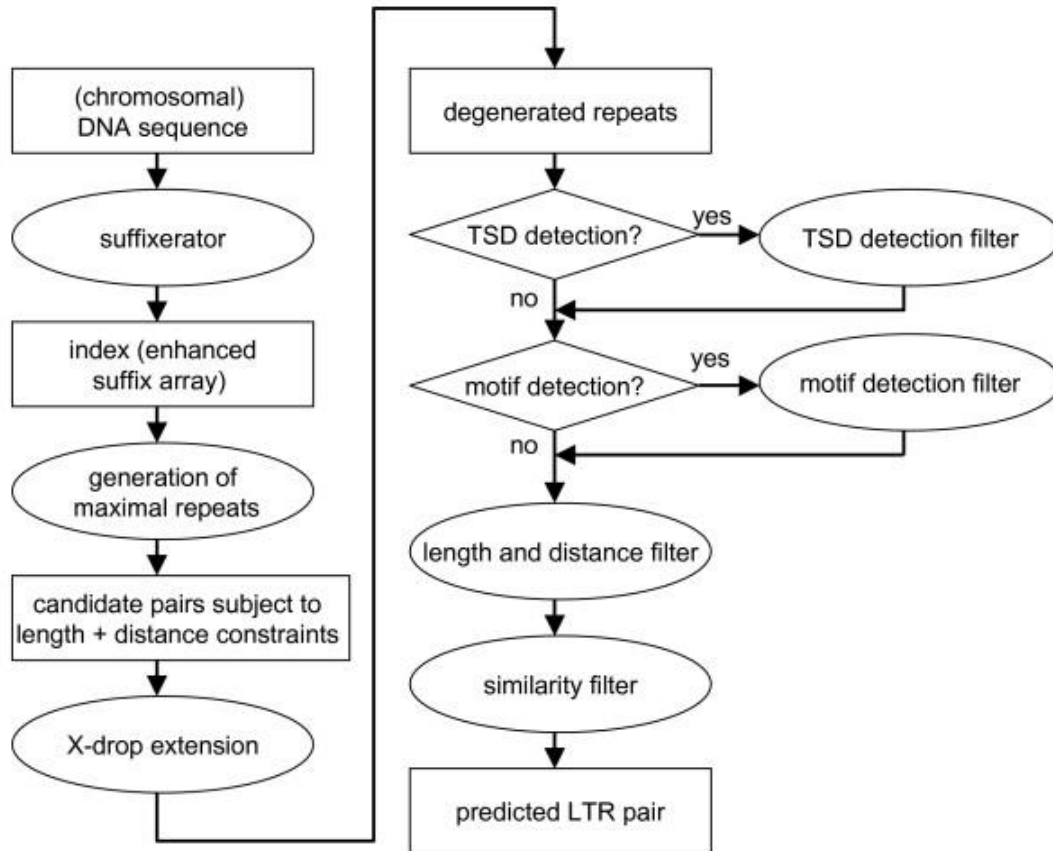 (chromosomal)
DNA sequence
suffixerator
index (enhanced
suffix array)
generation of
maximal repeats
candidate pairs subject to
length + distance constraints
X-drop extension
degenerated repeats
TSD detection?
yes
TSD detection filter
no
motif detection?
yes
motif detection filter
no
length and distance filter
similarity filter
predicted LTR pair